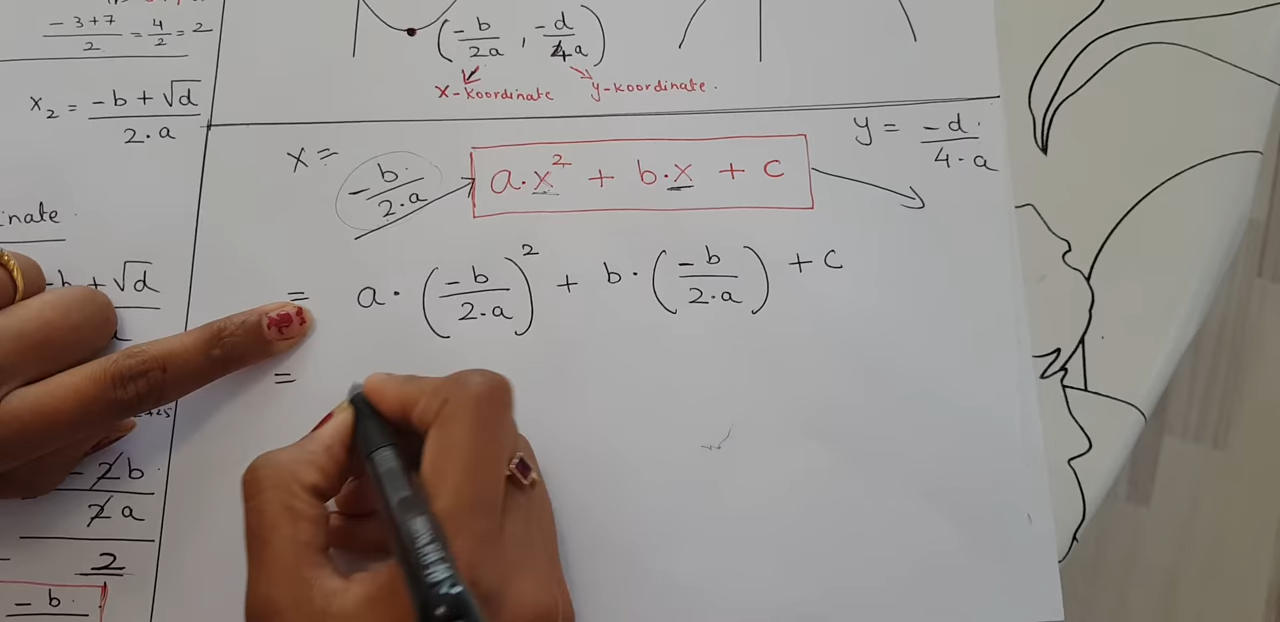 -3+7/2 = 4/2 = 2
x₂ = -b + √d / 2·a
(-b/2a , -d/4a)
x-koordinate y-koordinate.
x = -b/2·a
a·x² + b·x + c
y = -d/4·a
= a·(-b/2·a)² + b·(-b/2·a) + c
=
inate
-b + √d
-2b/2a
2
-b